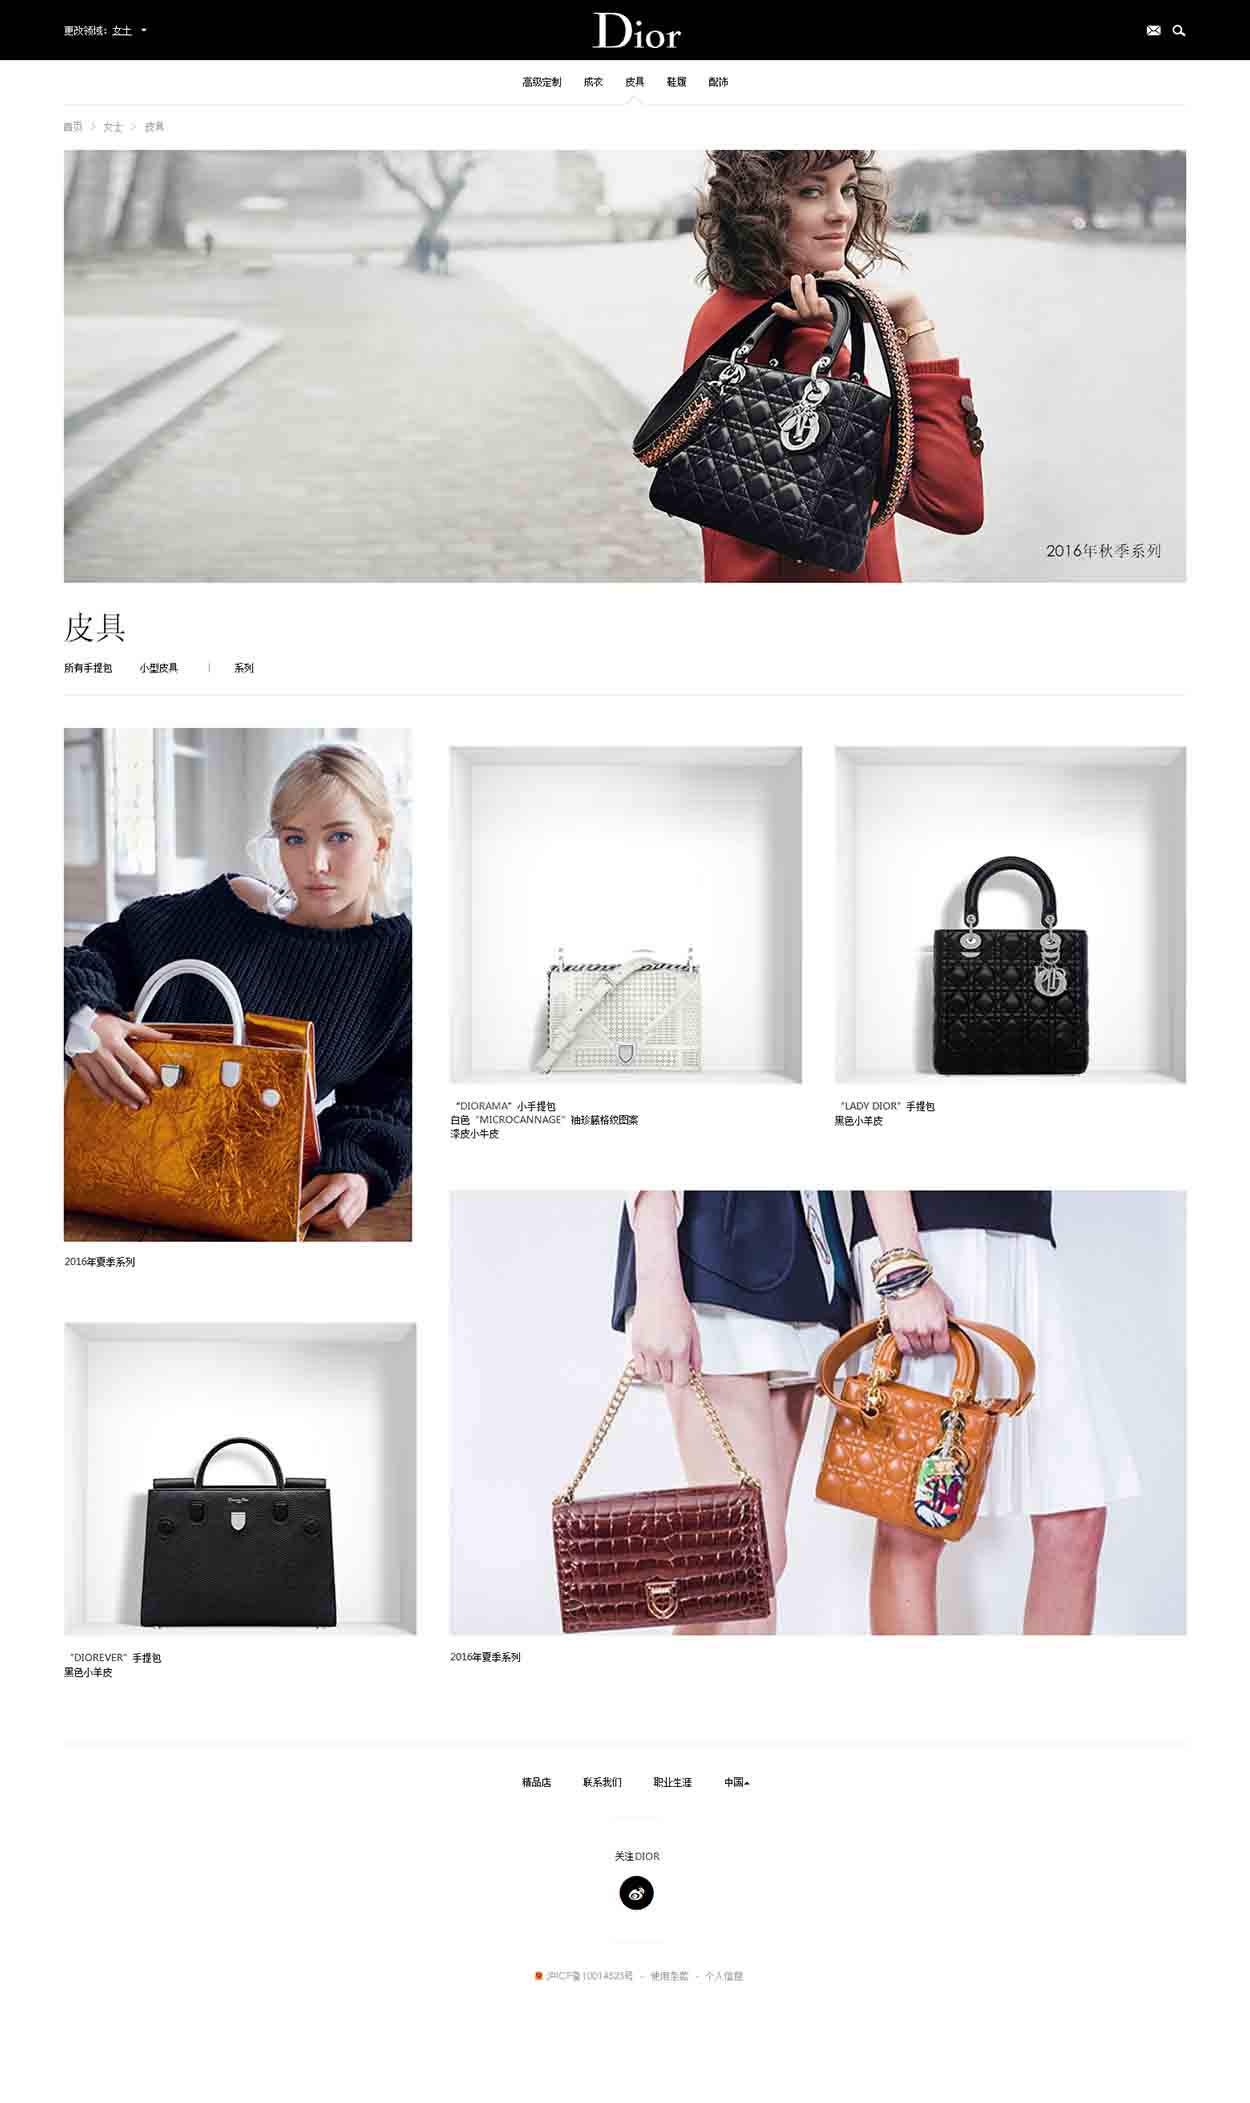 更改领域：女士
Dior
高级定制 成衣 皮具 鞋履 配饰
首页 > 女士 > 皮具
2016年秋季系列
皮具
所有手提包 小型皮具 | 系列
“DIORAMA” 小手提包
白色 “MICROCANNAGE” 袖珍藤格纹图案
漆皮小牛皮
“LADY DIOR” 手提包
黑色小羊皮
2016年夏季系列
“DIOREVER” 手提包
黑色小羊皮
2016年夏季系列
精品店 联系我们 职业生涯 中国
关注DIOR
沪ICP备10014525号 - 使用条款 - 个人信息